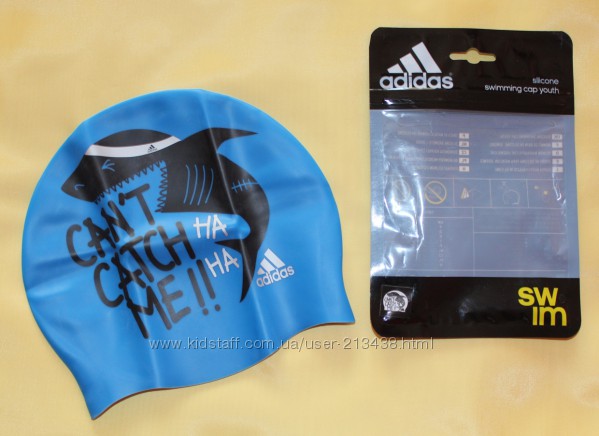 CAN'T
CATCH
ME!!
HA
HA
adidas
adidas
silicone
swimming cap youth
SW
IM
www.kidstaff.com.ua/user-213438.html